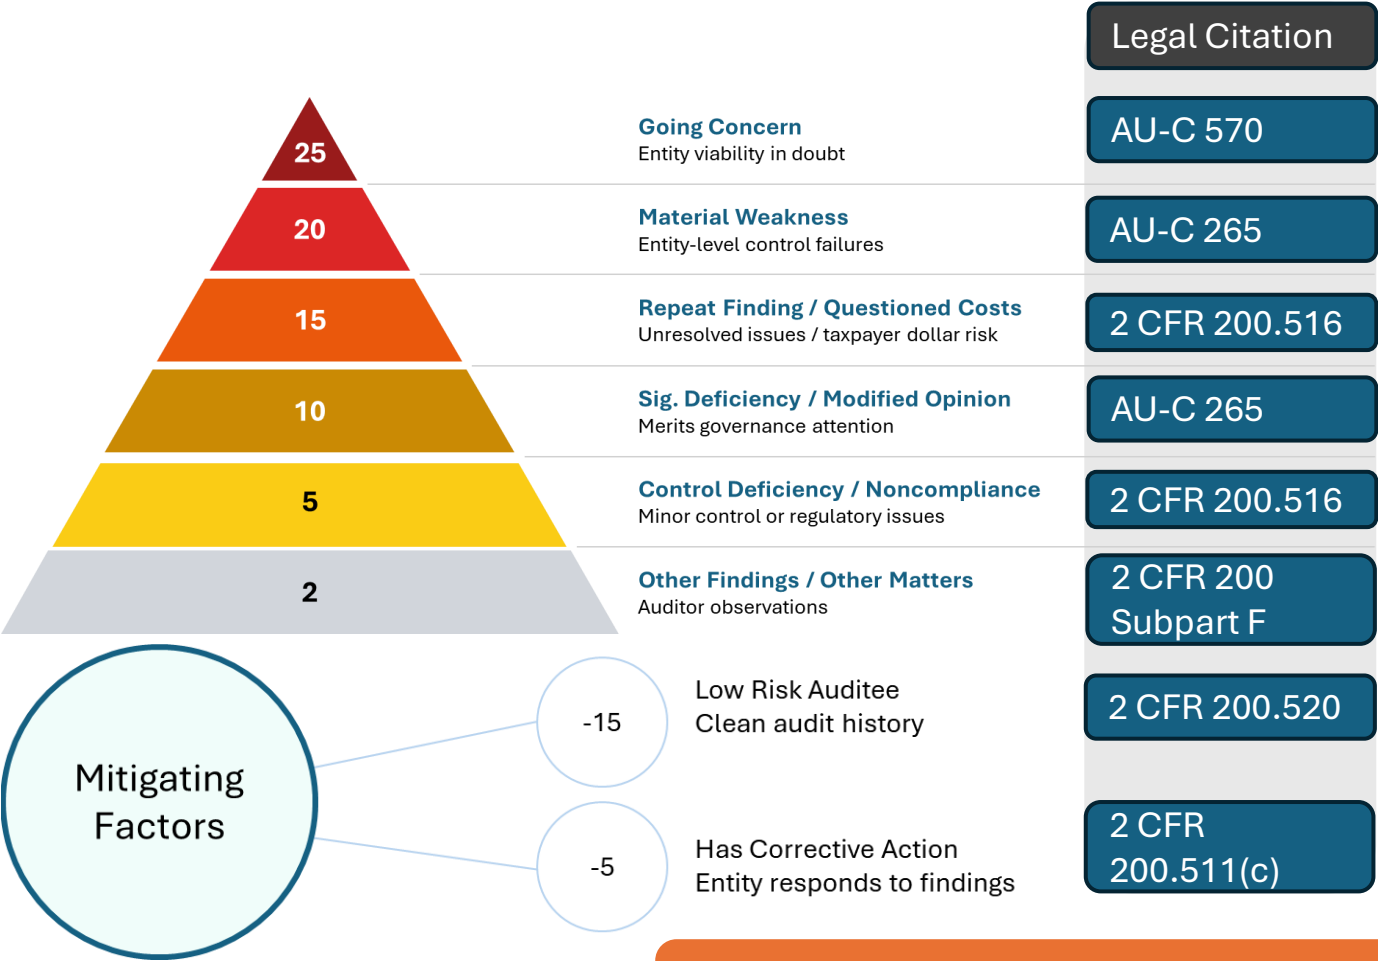 Legal Citation
25
Going Concern
Entity viability in doubt
AU-C 570
20
Material Weakness
Entity-level control failures
AU-C 265
15
Repeat Finding / Questioned Costs
Unresolved issues / taxpayer dollar risk
2 CFR 200.516
10
Sig. Deficiency / Modified Opinion
Merits governance attention
AU-C 265
5
Control Deficiency / Noncompliance
Minor control or regulatory issues
2 CFR 200.516
2
Other Findings / Other Matters
Auditor observations
2 CFR 200
Subpart F
Mitigating
Factors
-15
Low Risk Auditee
Clean audit history
2 CFR 200.520
-5
Has Corrective Action
Entity responds to findings
2 CFR
200.511(c)